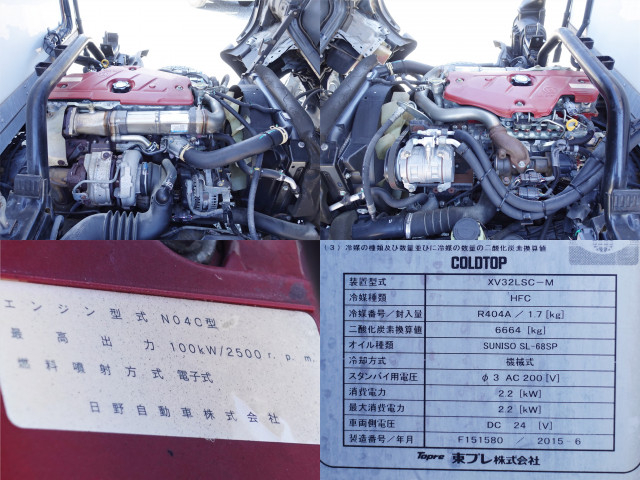 エンジン型式 N04C型
最高出力 100kW/2500r.p.m.
燃料噴射方式 電子式
日野自動車株式会社
(3) 冷媒の種類及び数量並びに冷媒の数量の二酸化炭素換算値
COLDTOP
装置型式 XV32LSC-M
冷媒種類 HFC
冷媒番号/封入量 R404A / 1.7 [kg]
二酸化炭素換算値 6664 [kg]
オイル種類 SUNISO SL-68SP
冷却方式 機械式
スタンバイ用電圧 φ3 AC 200 [V]
消費電力 2.2 [kW]
最大消費電力 2.2 [kW]
車両側電圧 DC 24 [V]
製造番号/年月 F151580 / 2015-6
Topre 東プレ株式会社